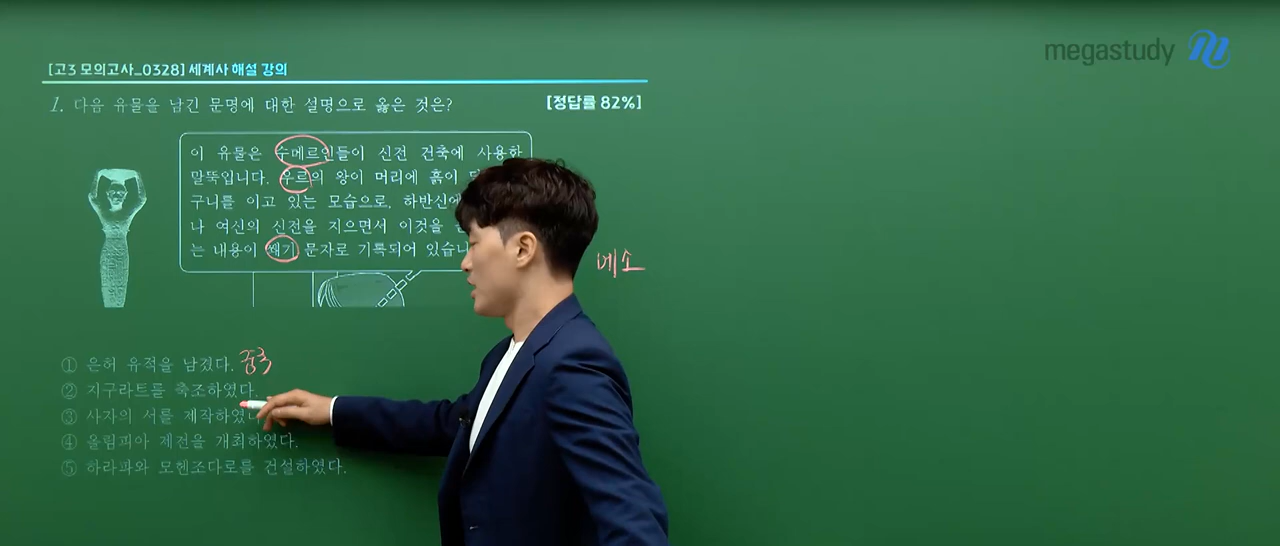 megastudy
[고3 모의고사_0328] 세계사 해설 강의
1. 다음 유물을 남긴 문명에 대한 설명으로 옳은 것은?
[정답률 82%]
이 유물은 수메르인들이 신전 건축에 사용한
말뚝입니다. 우르의 왕이 머리에 흙이
구니를 이고 있는 모습으로, 하반신에
나 여신의 신전을 지으면서 이것을
는 내용이 쐐기 문자로 기록되어 있습니
메소
① 은허 유적을 남겼다. 중국
② 지구라트를 축조하였다.
③ 사자의 서를 제작하였
④ 올림피아 제전을 개최하였다.
⑤ 하라파와 모헨조다로를 건설하였다.